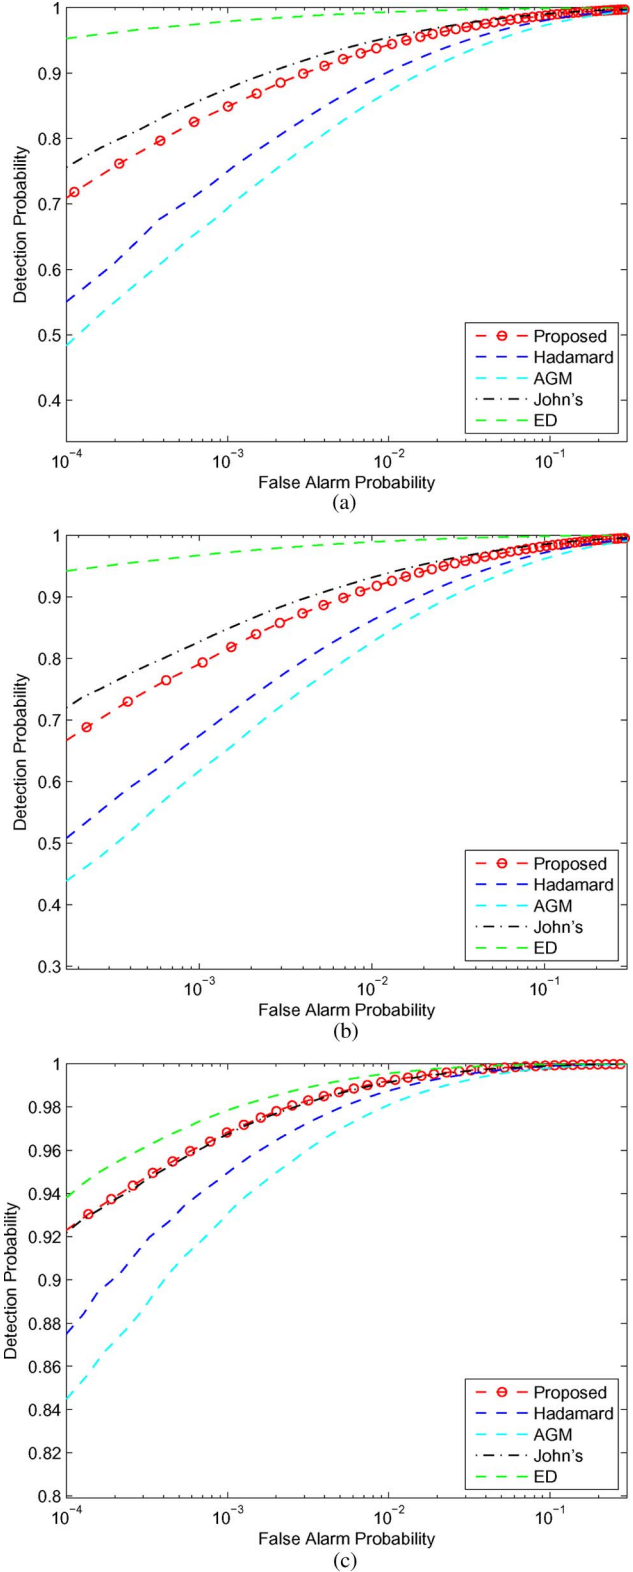 1
0.9
0.8
0.7
0.6
0.5
0.4
Detection Probability
Proposed
Hadamard
AGM
John's
ED
10⁻⁴
10⁻³
10⁻²
10⁻¹
False Alarm Probability
(a)
1
0.9
0.8
0.7
0.6
0.5
0.4
0.3
Detection Probability
Proposed
Hadamard
AGM
John's
ED
10⁻³
10⁻²
10⁻¹
False Alarm Probability
(b)
1
0.98
0.96
0.94
0.92
0.9
0.88
0.86
0.84
0.82
0.8
Detection Probability
Proposed
Hadamard
AGM
John's
ED
10⁻⁴
10⁻³
10⁻²
10⁻¹
False Alarm Probability
(c)